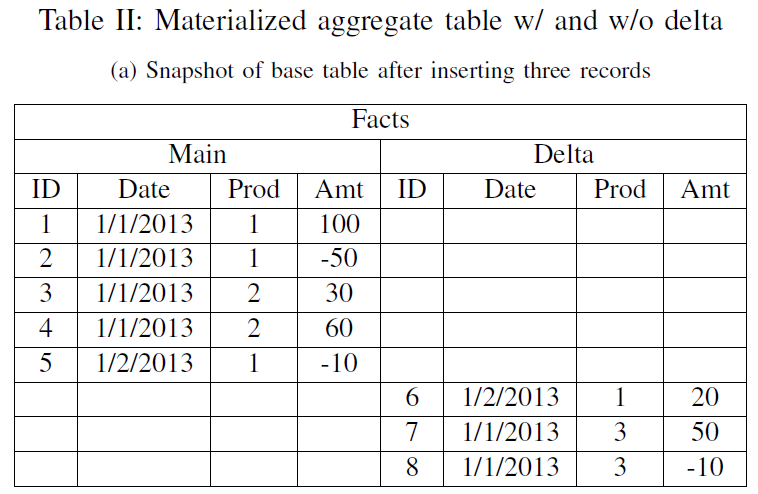 Table II: Materialized aggregate table w/ and w/o delta
(a) Snapshot of base table after inserting three records
Facts
Main Delta
ID Date Prod Amt ID Date Prod Amt
1 1/1/2013 1 100
2 1/1/2013 1 -50
3 1/1/2013 2 30
4 1/1/2013 2 60
5 1/2/2013 1 -10
6 1/2/2013 1 20
7 1/1/2013 3 50
8 1/1/2013 3 -10